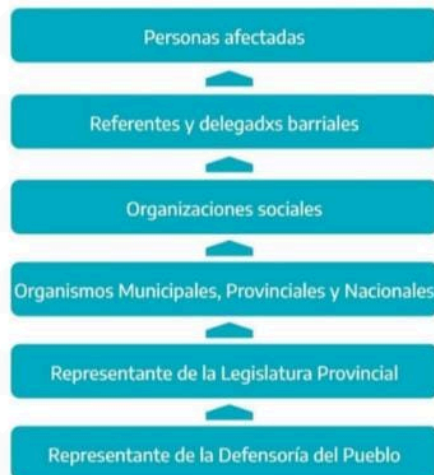 Personas afectadas
Referentes y delegadxs barriales
Organizaciones sociales
Organismos Municipales, Provinciales y Nacionales
Representante de la Legislatura Provincial
Representante de la Defensoría del Pueblo